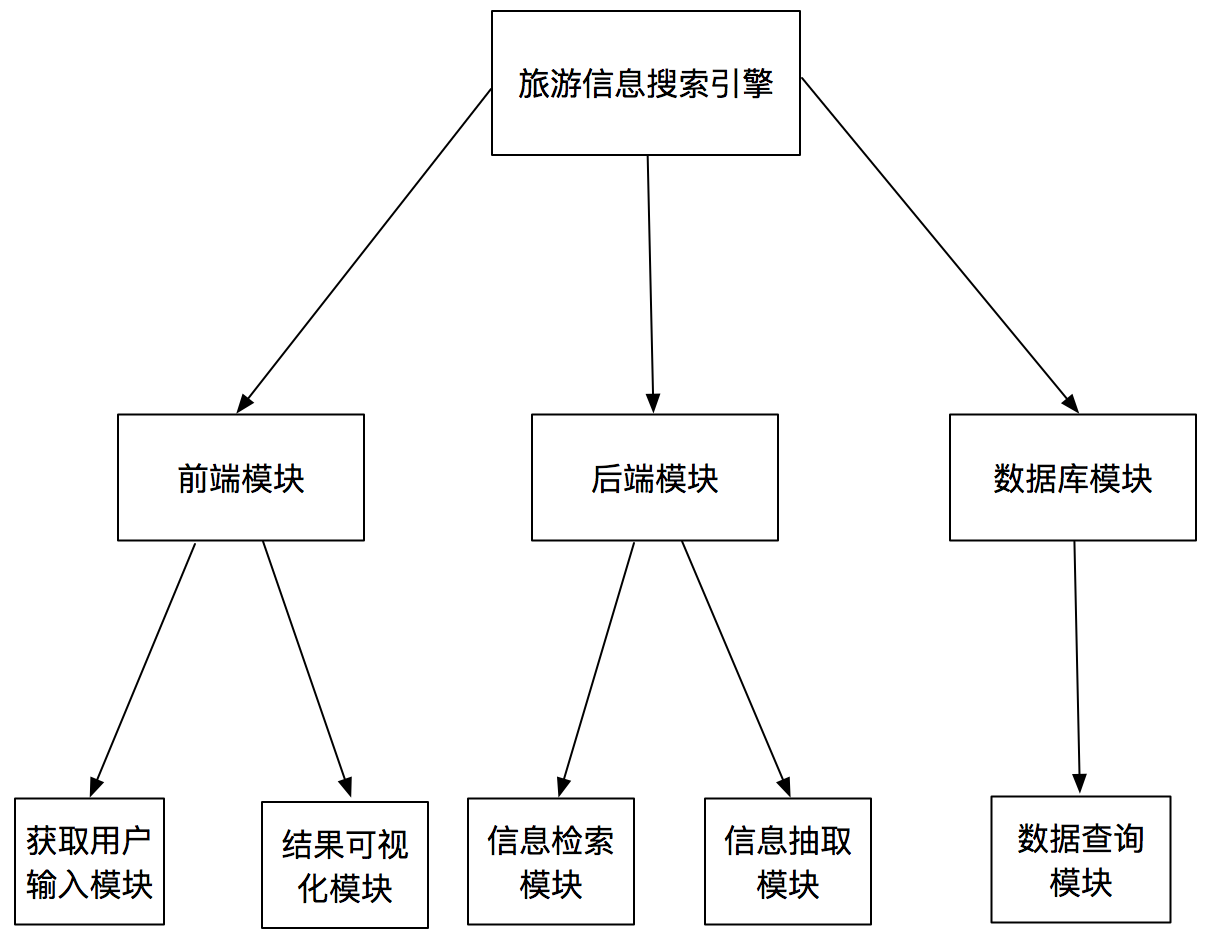 旅游信息搜索引擎
前端模块
后端模块
数据库模块
获取用户
输入模块
结果可视
化模块
信息检索
模块
信息抽取
模块
数据查询
模块